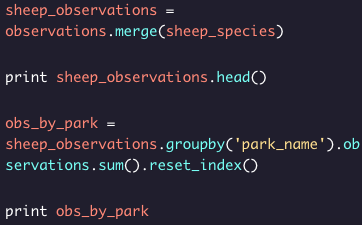 sheep_observations =
observations.merge(sheep_species)
print sheep_observations.head()
obs_by_park =
sheep_observations.groupby('park_name').ob
servations.sum().reset_index()
print obs_by_park